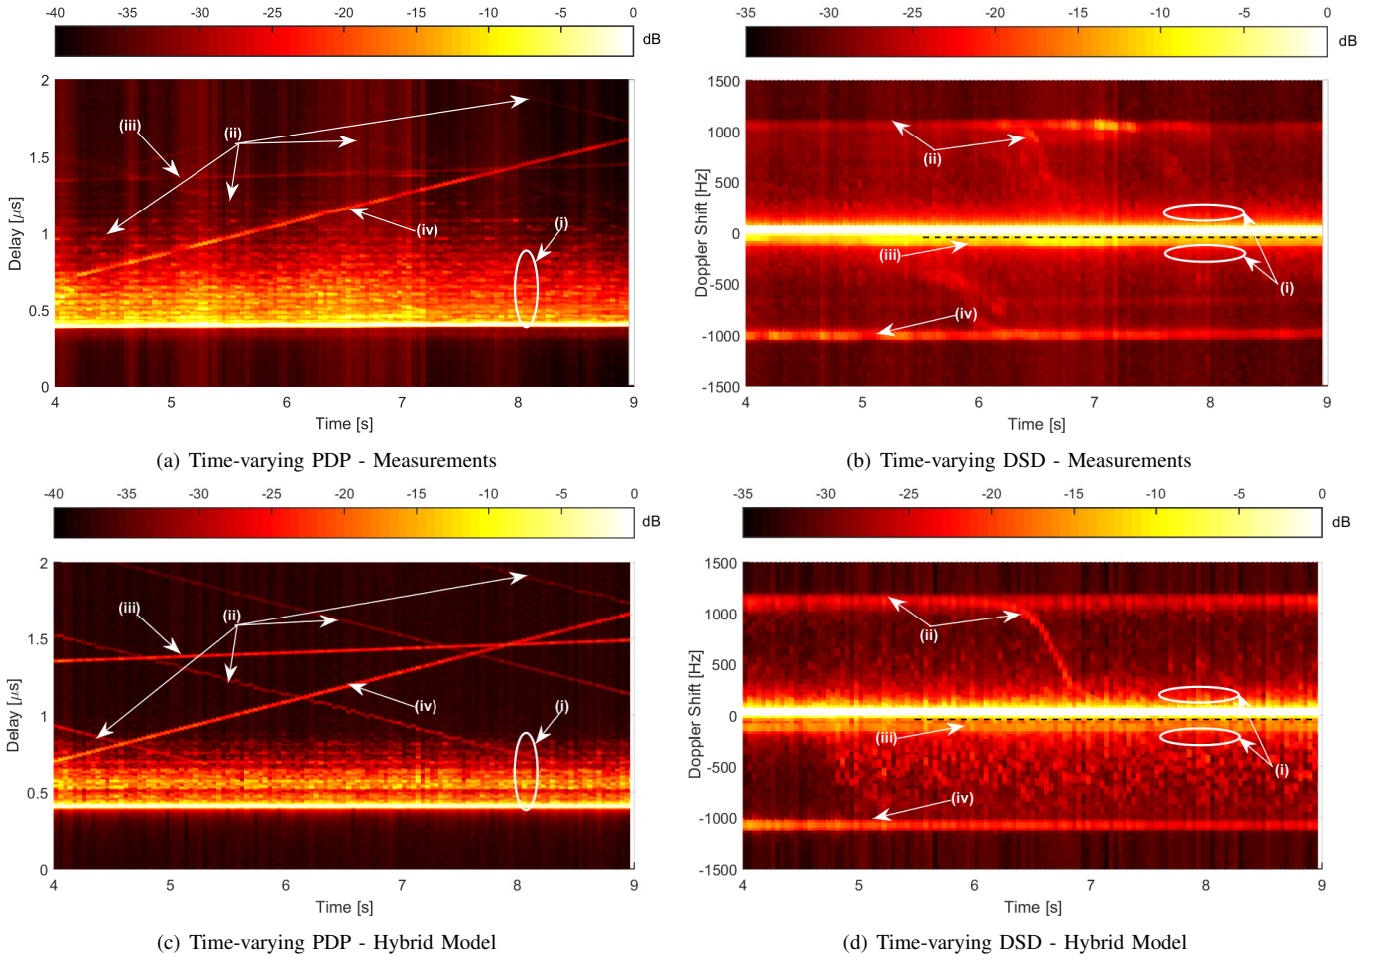 -40 -35 -30 -25 -20 -15 -10 -5 0
dB
2
1.5
1
0.5
0
Delay [μs]
(iii)
(ii)
(iv)
(i)
4 5 6 7 8 9
Time [s]
(a) Time-varying PDP - Measurements
-35 -30 -25 -20 -15 -10 -5 0
dB
1500
1000
500
0
-500
-1000
-1500
Doppler Shift [Hz]
(ii)
(iii)
(iv)
(i)
4 5 6 7 8 9
Time [s]
(b) Time-varying DSD - Measurements
-40 -35 -30 -25 -20 -15 -10 -5 0
dB
2
1.5
1
0.5
0
Delay [μs]
(iii)
(ii)
(iv)
(i)
4 5 6 7 8 9
Time [s]
(c) Time-varying PDP - Hybrid Model
-35 -30 -25 -20 -15 -10 -5 0
dB
1500
1000
500
0
-500
-1000
-1500
Doppler Shift [Hz]
(ii)
(iii)
(iv)
(i)
4 5 6 7 8 9
Time [s]
(d) Time-varying DSD - Hybrid Model